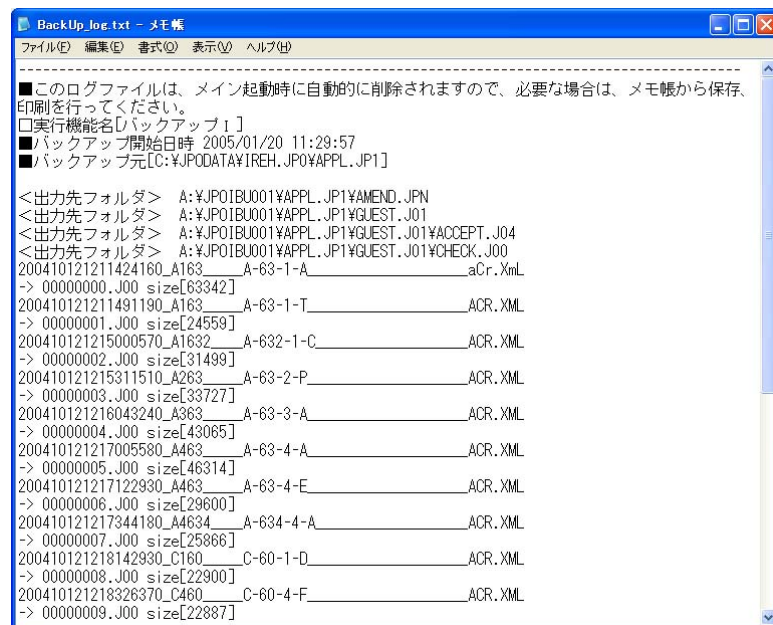 BackUp_log.txt - メモ帳
ファイル(F) 編集(E) 書式(O) 表示(V) ヘルプ(H)
--------------------------------------------------------------------------------
■このログファイルは、メイン起動時に自動的に削除されますので、必要な場合は、メモ帳から保存、
印刷を行ってください。
□実行機能名[バックアップI]
■バックアップ開始日時 2005/01/20 11:29:57
■バックアップ元[C:¥JPODATA¥IREH.JPO¥APPL.JP1]
<出力先フォルダ> A:¥JPOIBU001¥APPL.JP1¥AMEND.JPN
<出力先フォルダ> A:¥JPOIBU001¥APPL.JP1¥GUEST.J01
<出力先フォルダ> A:¥JPOIBU001¥APPL.JP1¥GUEST.J01¥ACCEPT.J04
<出力先フォルダ> A:¥JPOIBU001¥APPL.JP1¥GUEST.J01¥CHECK.J00
200410121211424160_A163_____A-63-1-A____________________aCr.XmL
-> 00000000.J00 size[63342]
200410121211491190_A163_____A-63-1-T____________________ACR.XML
-> 00000001.J00 size[24559]
200410121215000570_A1632____A-632-1-C___________________ACR.XML
-> 00000002.J00 size[31499]
200410121215311510_A263_____A-63-2-P____________________ACR.XML
-> 00000003.J00 size[33727]
200410121216043240_A363_____A-63-3-A____________________ACR.XML
-> 00000004.J00 size[43065]
200410121217005580_A463_____A-63-4-A____________________ACR.XML
-> 00000005.J00 size[46314]
200410121217122930_A463_____A-63-4-E____________________ACR.XML
-> 00000006.J00 size[29600]
200410121217344180_A4634____A-634-4-A___________________ACR.XML
-> 00000007.J00 size[25866]
200410121218142930_C160_____C-60-1-D____________________ACR.XML
-> 00000008.J00 size[22900]
200410121218326370_C460_____C-60-4-F____________________ACR.XML
-> 00000009.J00 size[22887]